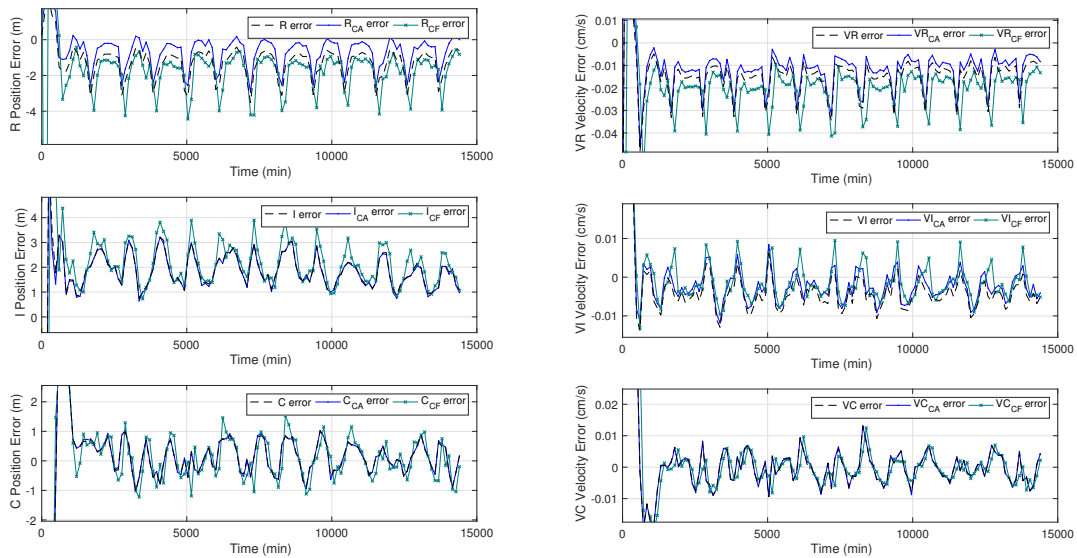 R error R_CA error R_CF error
0
-2
-4
R Position Error (m)
0 5000 10000 15000
Time (min)
VR error VR_CA error VR_CF error
0.01
0
-0.01
-0.02
-0.03
-0.04
VR Velocity Error (cm/s)
0 5000 10000 15000
Time (min)
I error I_CA error I_CF error
4
3
2
1
0
I Position Error (m)
0 5000 10000 15000
Time (min)
VI error VI_CA error VI_CF error
0.01
0
-0.01
VI Velocity Error (cm/s)
0 5000 10000 15000
Time (min)
C error C_CA error C_CF error
2
1
0
-1
-2
C Position Error (m)
0 5000 10000 15000
Time (min)
VC error VC_CA error VC_CF error
0.02
0.01
0
-0.01
VC Velocity Error (cm/s)
0 5000 10000 15000
Time (min)